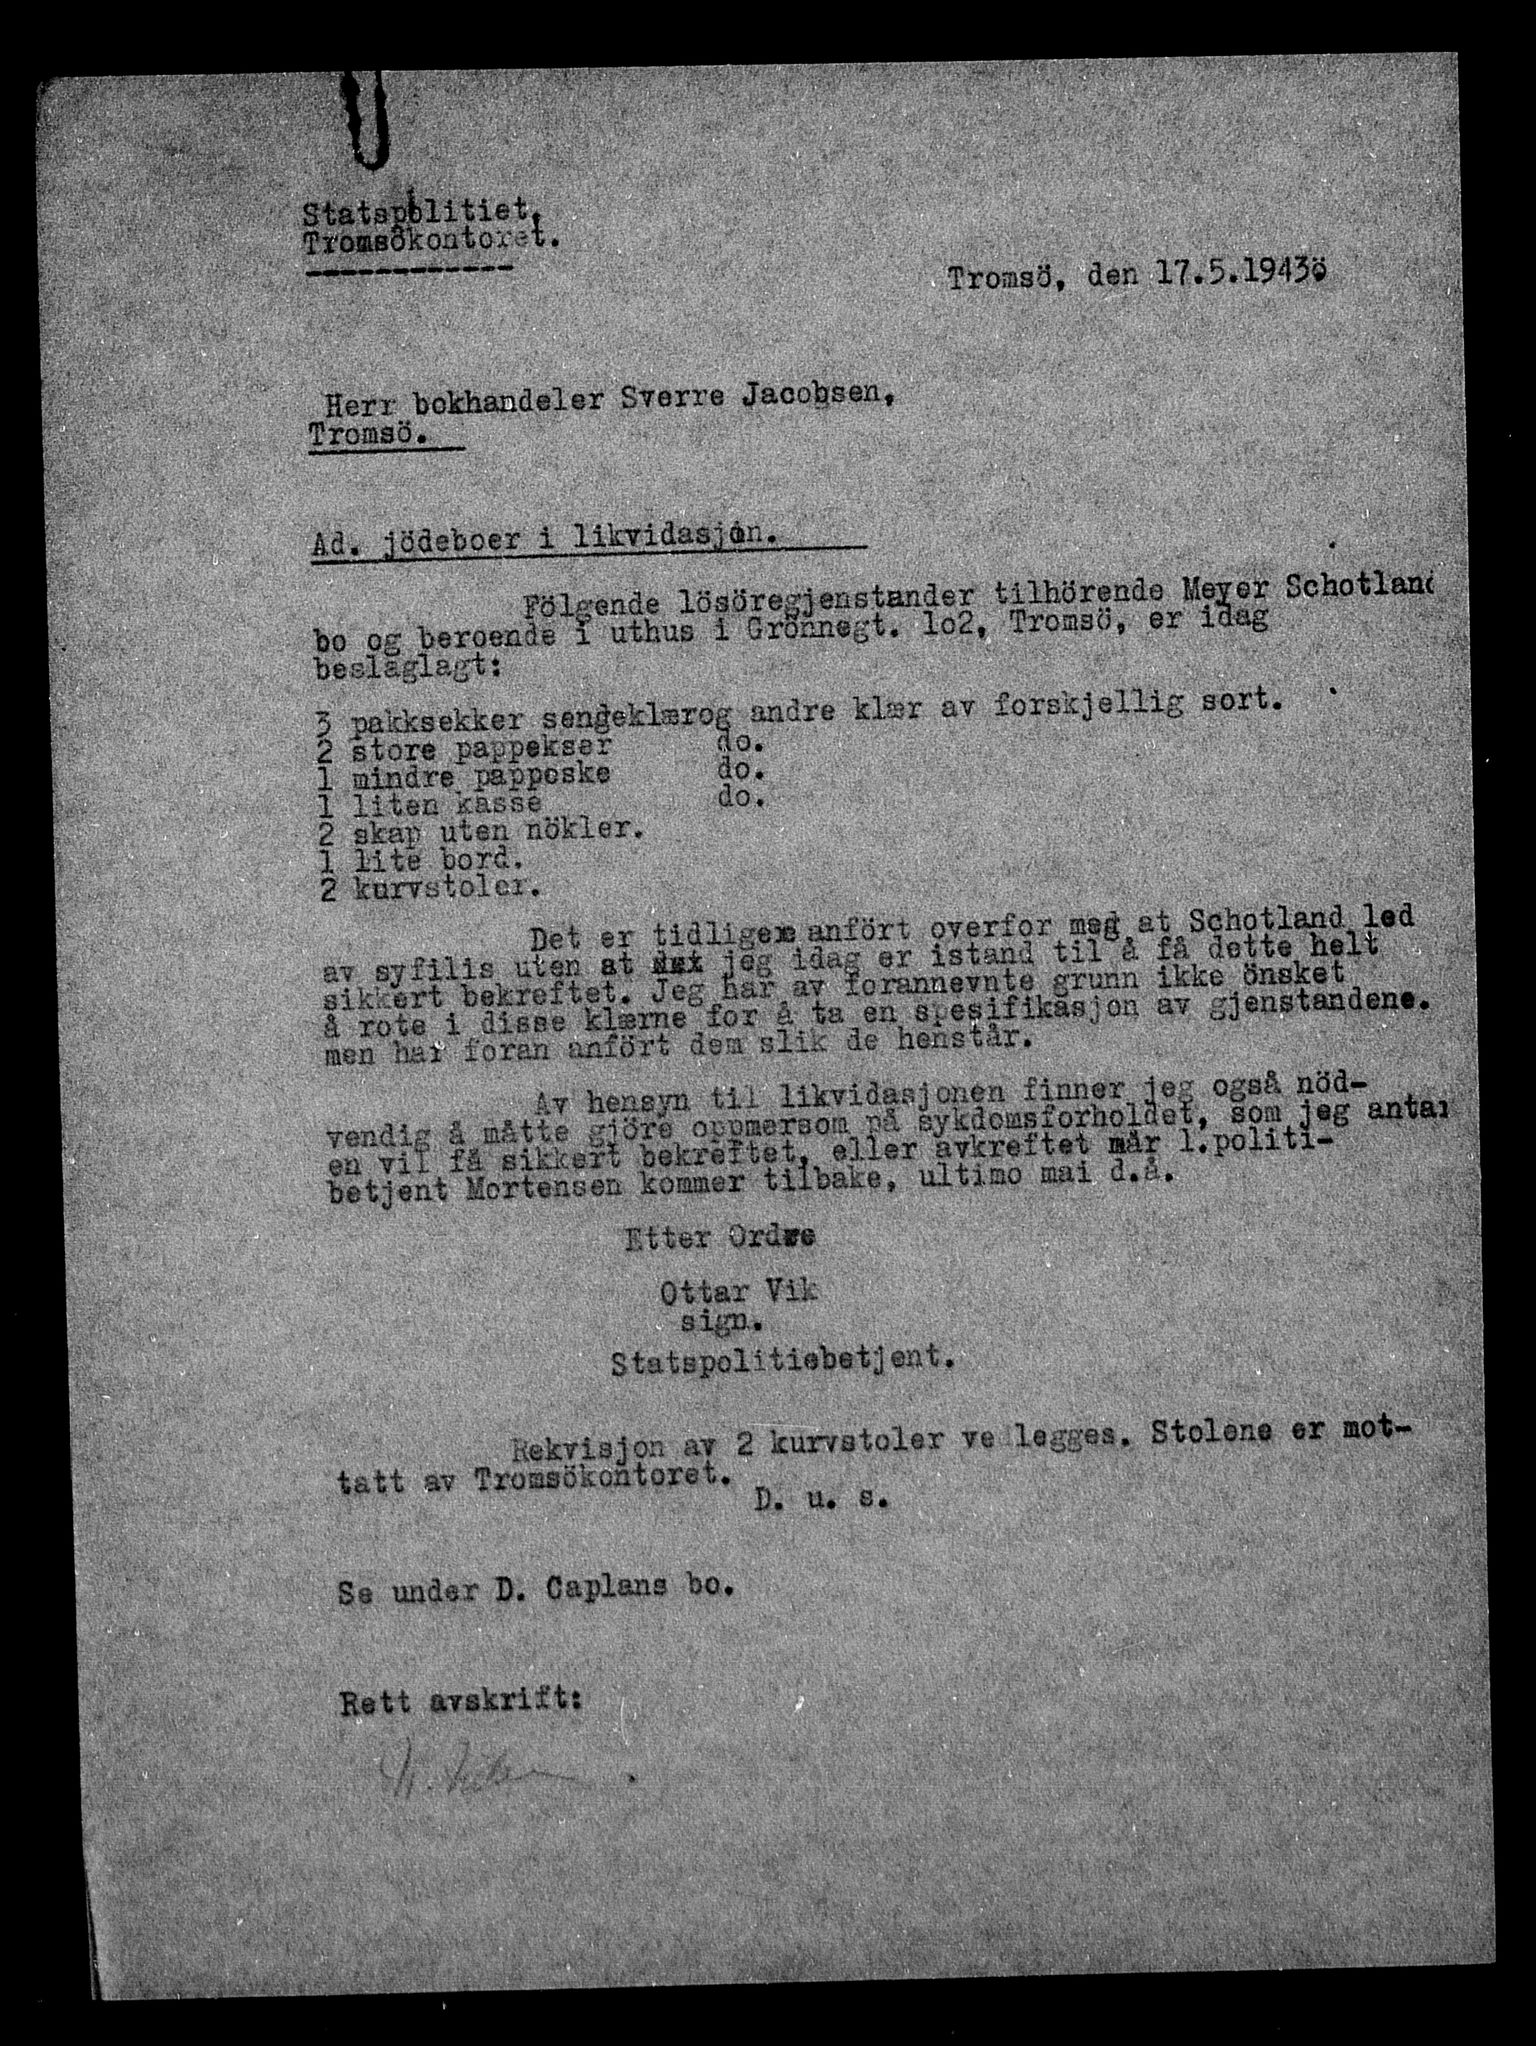 Statspolitiet,
Tromsökontoret.
-------------
Tromsö, den 17.5.1943ö
Herr bokhandeler Sverre Jacobsen,
Tromsö.
Ad. jödeboer i likvidasjon.
Fölgende lösöregjenstander tilhörende Meyer Schotland
bo og beroende i uthus i Grönnegt. lo2, Tromsö, er idag
beslaglagt:
3 pakksekker sengeklærog andre klær av forskjellig sort.
2 store pappekser do.
1 mindre pappeske do.
1 liten kasse do.
2 skap uten nökler.
1 lite bord.
2 kurvstoler.
Det er tidligere anfört overfor meg at Schotland led
av syfilis uten at jeg idag er istand til å få dette helt
sikkert bekreftet. Jeg har av forannevnte grunn ikke önsket
å rote i disse klærne for å ta en spesifikasjon av gjenstandene.
men har foran anfört dem slik de henstår.
Av hensyn til likvidasjonen finner jeg også nöd-
vendig å måtte gjöre oppmersom på sykdomsforholdet, som jeg antar
en vil få sikkert bekreftet, eller avkreftet når 1.politi-
betjent Mortensen kommer tilbake, ultimo mai d.å.
Etter Ordre
Ottar Vik
sign.
Statspolitiebetjent.
Rekvisjon av 2 kurvstoler vedlegges. Stolene er mot-
tatt av Tromsökontoret.
D. u. s.
Se under D. Caplans bo.
Rett avskrift: